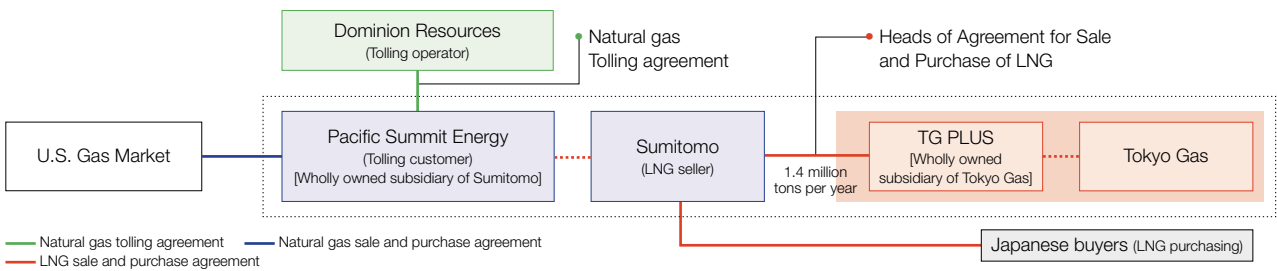 Dominion Resources
(Tolling operator)
Natural gas
Tolling agreement
Heads of Agreement for Sale
and Purchase of LNG
U.S. Gas Market
Pacific Summit Energy
(Tolling customer)
[Wholly owned subsidiary of Sumitomo]
Sumitomo
(LNG seller)
1.4 million
tons per year
TG PLUS
[Wholly owned
subsidiary of Tokyo Gas]
Tokyo Gas
Natural gas tolling agreement
Natural gas sale and purchase agreement
LNG sale and purchase agreement
Japanese buyers (LNG purchasing)